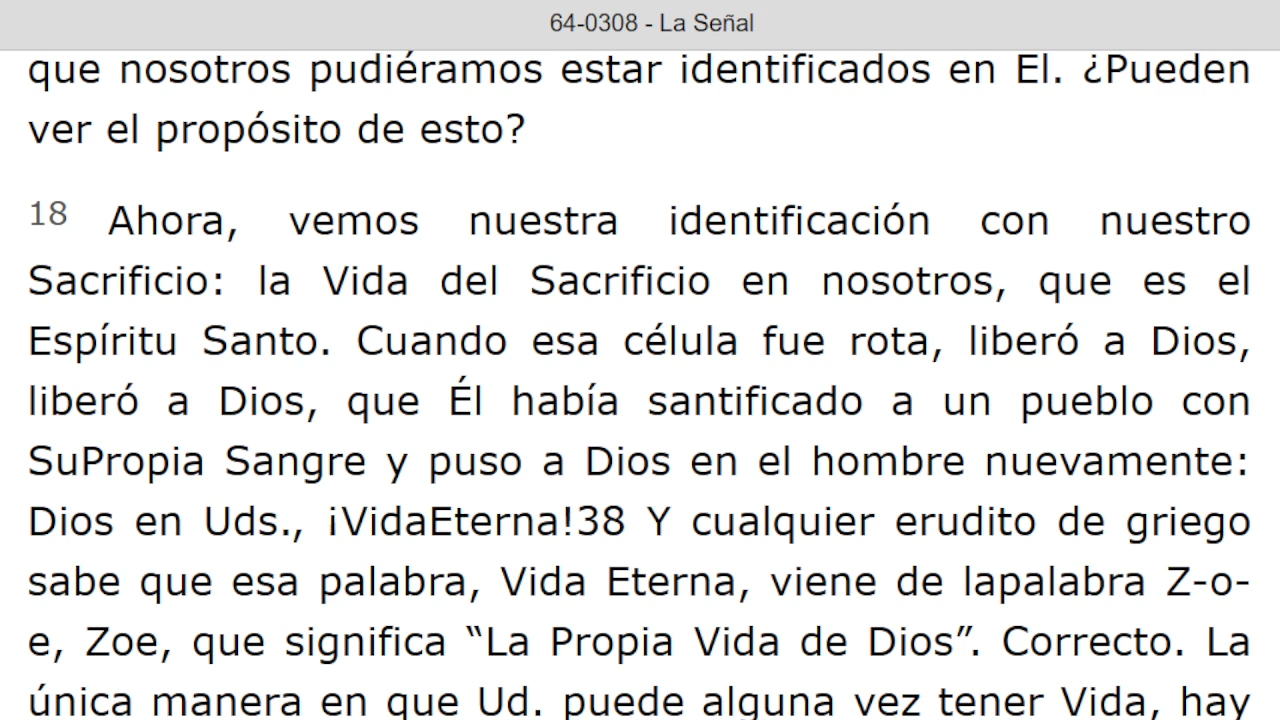 64-0308 - La Señal
que nosotros pudiéramos estar identificados en El. ¿Pueden
ver el propósito de esto?
18 Ahora, vemos nuestra identificación con nuestro
Sacrificio: la Vida del Sacrificio en nosotros, que es el
Espíritu Santo. Cuando esa célula fue rota, liberó a Dios,
liberó a Dios, que Él había santificado a un pueblo con
SuPropia Sangre y puso a Dios en el hombre nuevamente:
Dios en Uds., ¡VidaEterna!38 Y cualquier erudito de griego
sabe que esa palabra, Vida Eterna, viene de lapalabra Z-o-
e, Zoe, que significa “La Propia Vida de Dios”. Correcto. La
única manera en que Ud. puede alguna vez tener Vida, hay